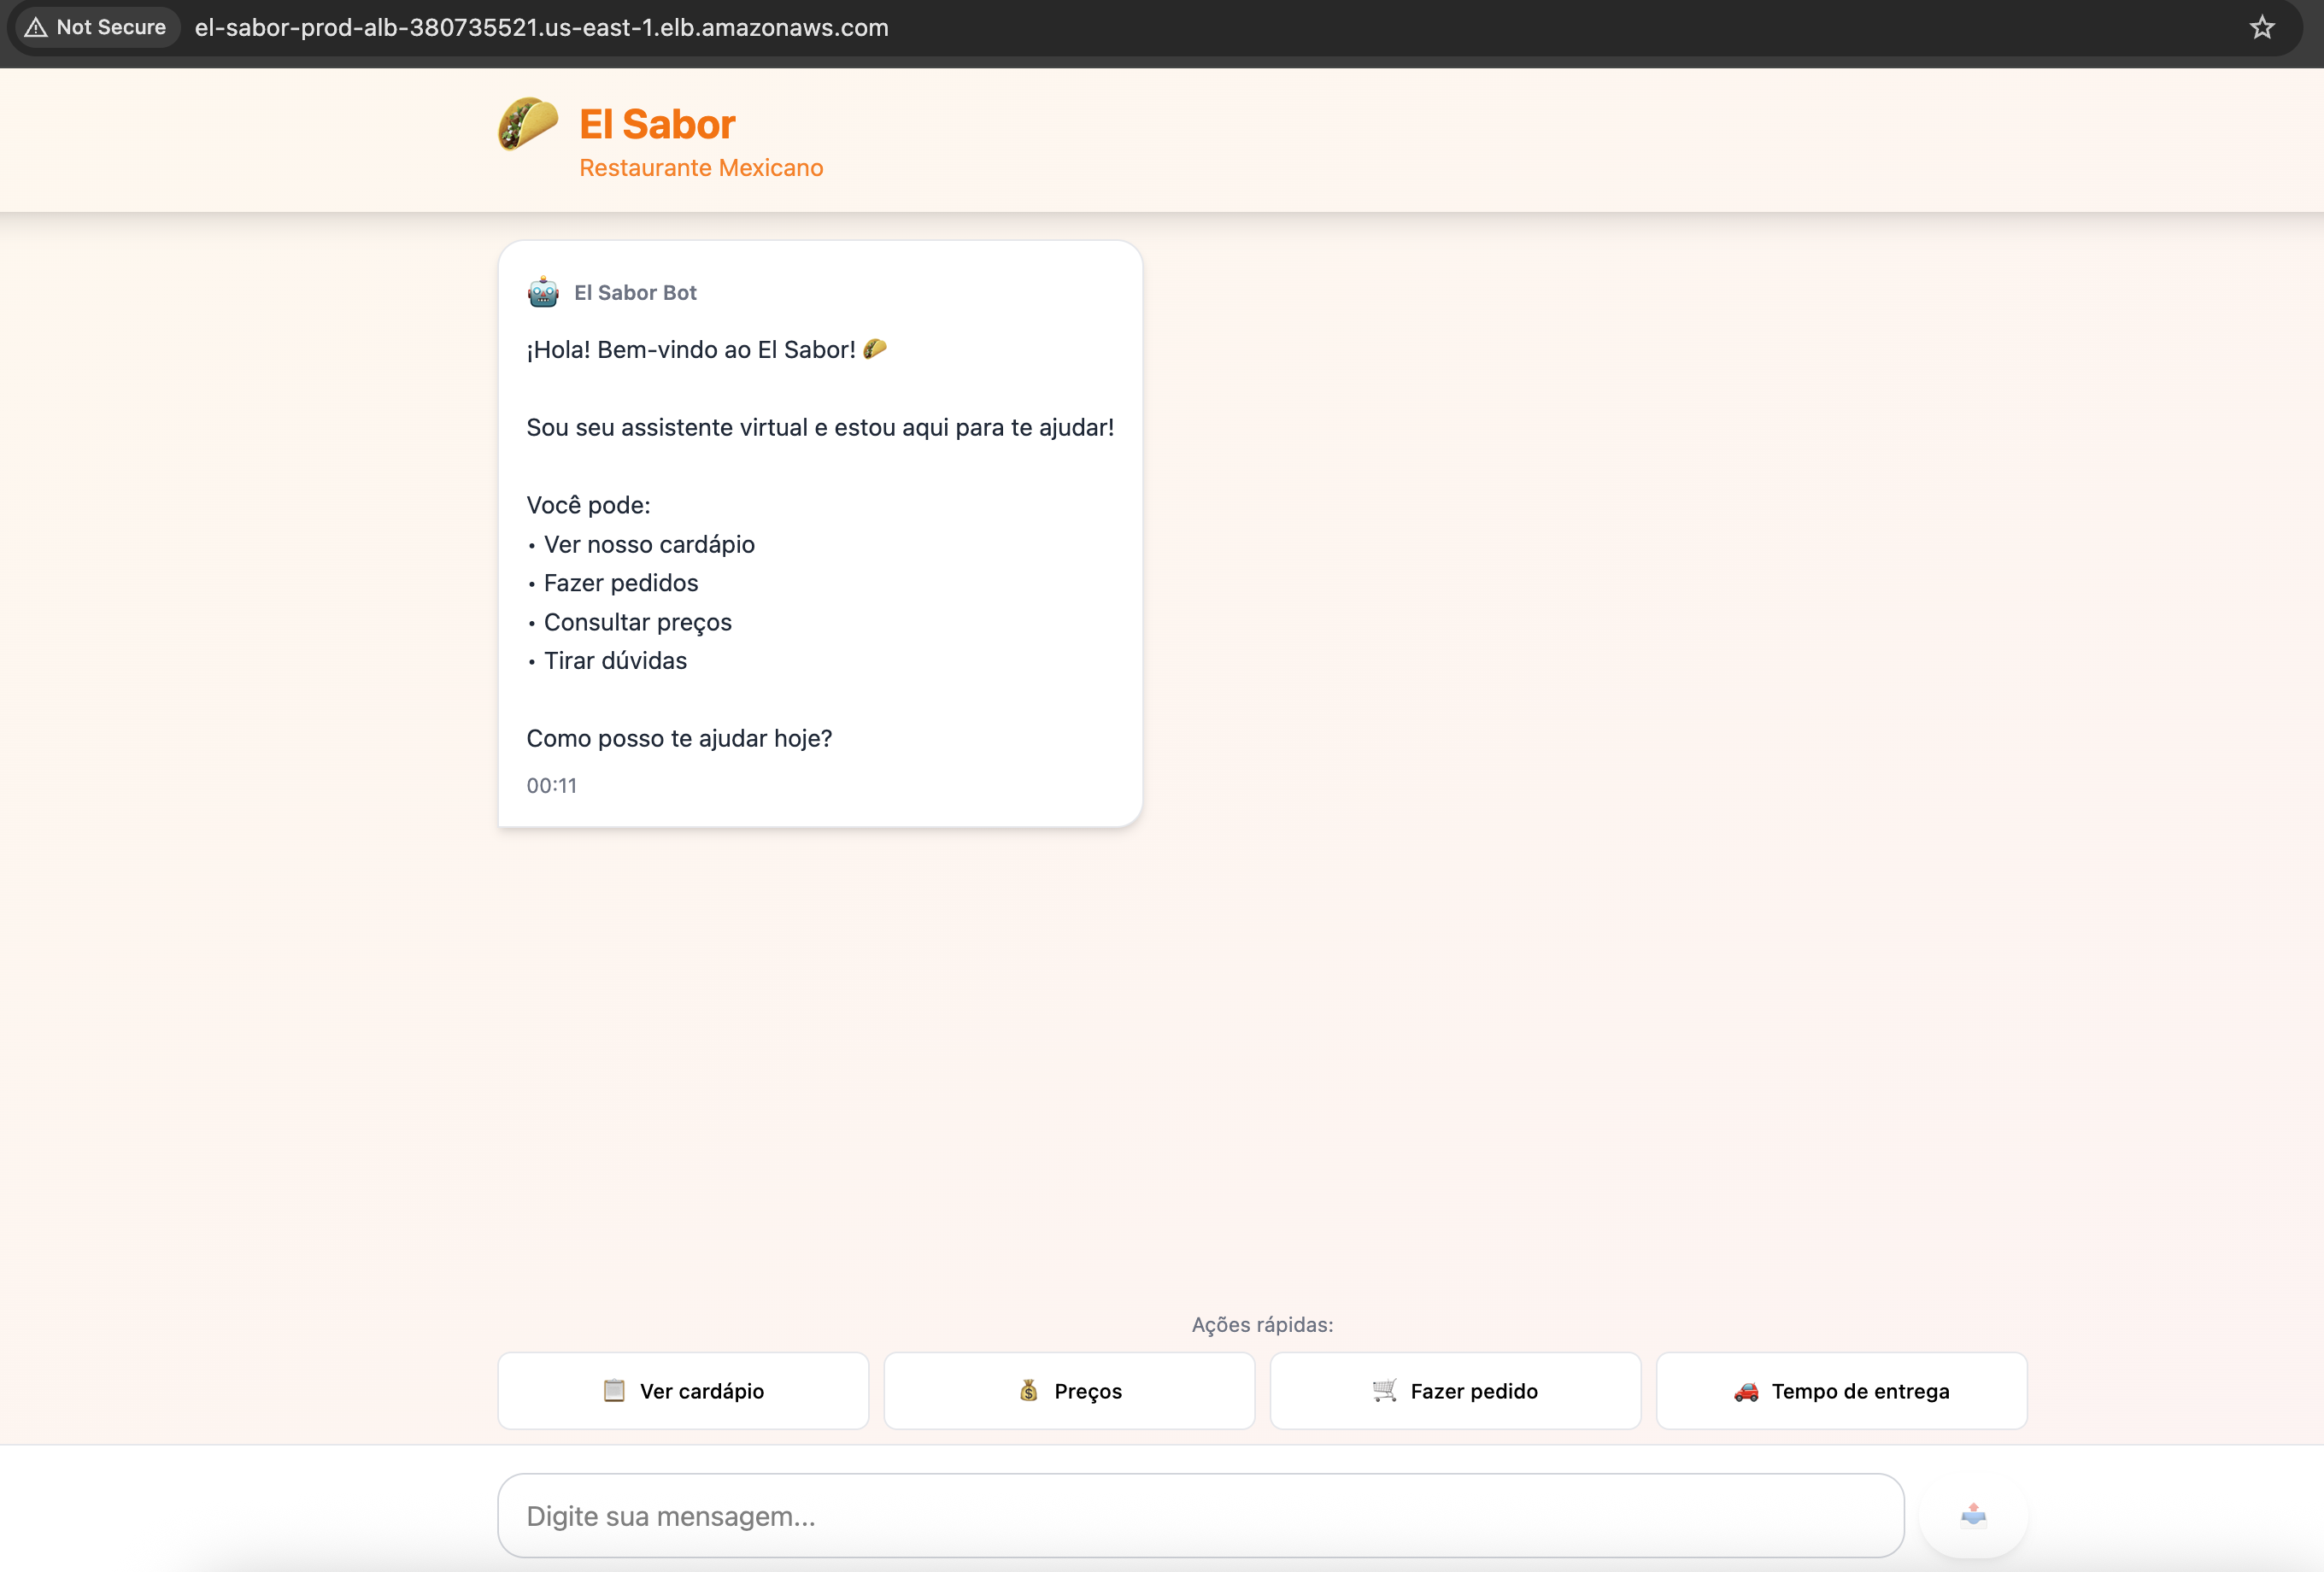 Not Secure el-sabor-prod-alb-380735521.us-east-1.elb.amazonaws.com
El Sabor
Restaurante Mexicano
El Sabor Bot
¡Hola! Bem-vindo ao El Sabor! 🌮
Sou seu assistente virtual e estou aqui para te ajudar!
Você pode:
• Ver nosso cardápio
• Fazer pedidos
• Consultar preços
• Tirar dúvidas
Como posso te ajudar hoje?
00:11
Ações rápidas:
📋 Ver cardápio 💰 Preços 🛒 Fazer pedido 🚗 Tempo de entrega
Digite sua mensagem...